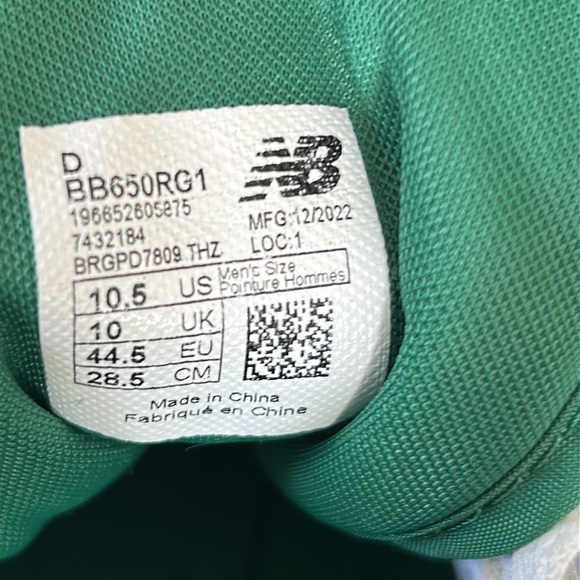 D
BB650RG1
196652605875
7432184
BRGPD7809 THZ
NB
MFG:12/2022
LOC:1
10.5 US Men's Size
Pointure Hommes
10 UK
44.5 EU
28.5 CM
Made in China
Fabriqué en Chine